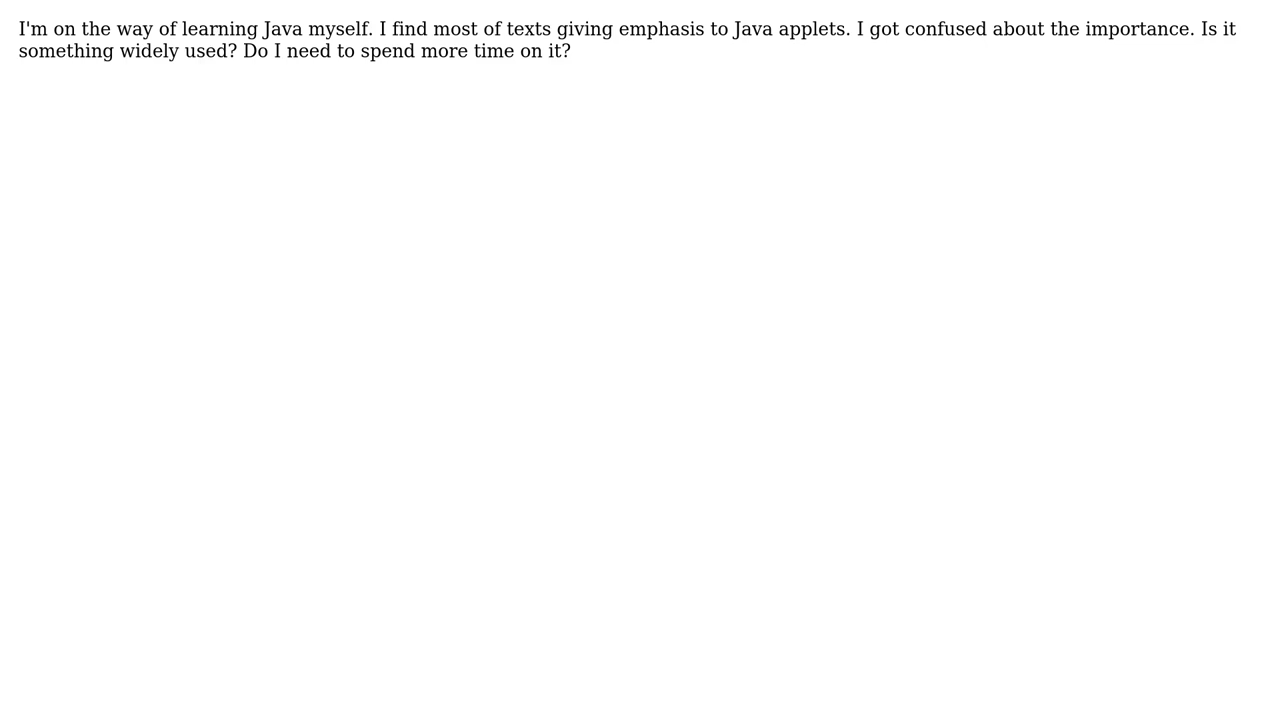 I'm on the way of learning Java myself. I find most of texts giving emphasis to Java applets. I got confused about the importance. Is it
something widely used? Do I need to spend more time on it?